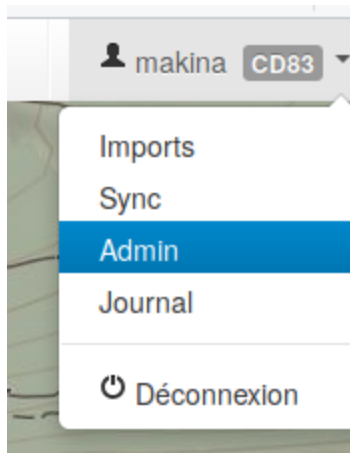 makina CD83
Imports
Sync
Admin
Journal
Déconnexion